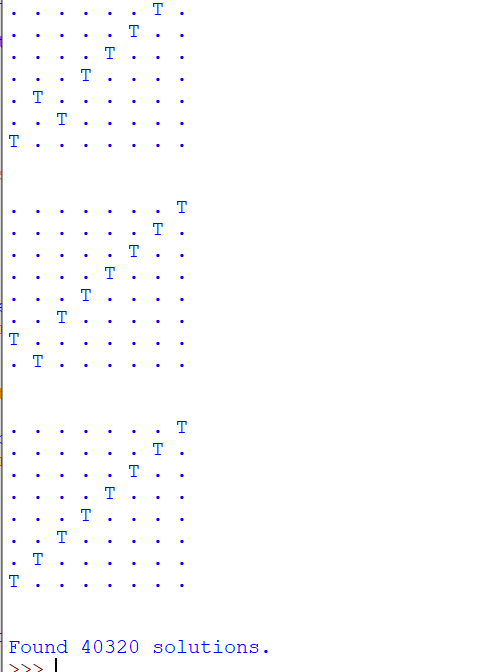 . . . . . . T .
. . . . . T . .
. . . . T . . .
. . . T . . . .
. T . . . . . .
. . T . . . . .
T . . . . . . .
. . . . . . . T
. . . . . . T .
. . . . . T . .
. . . . T . . .
. . . T . . . .
. . T . . . . .
T . . . . . . .
. T . . . . . .
. . . . . . . T
. . . . . . T .
. . . . . T . .
. . . . T . . .
. . . T . . . .
. . T . . . . .
. T . . . . . .
T . . . . . . .
Found 40320 solutions.
>>>